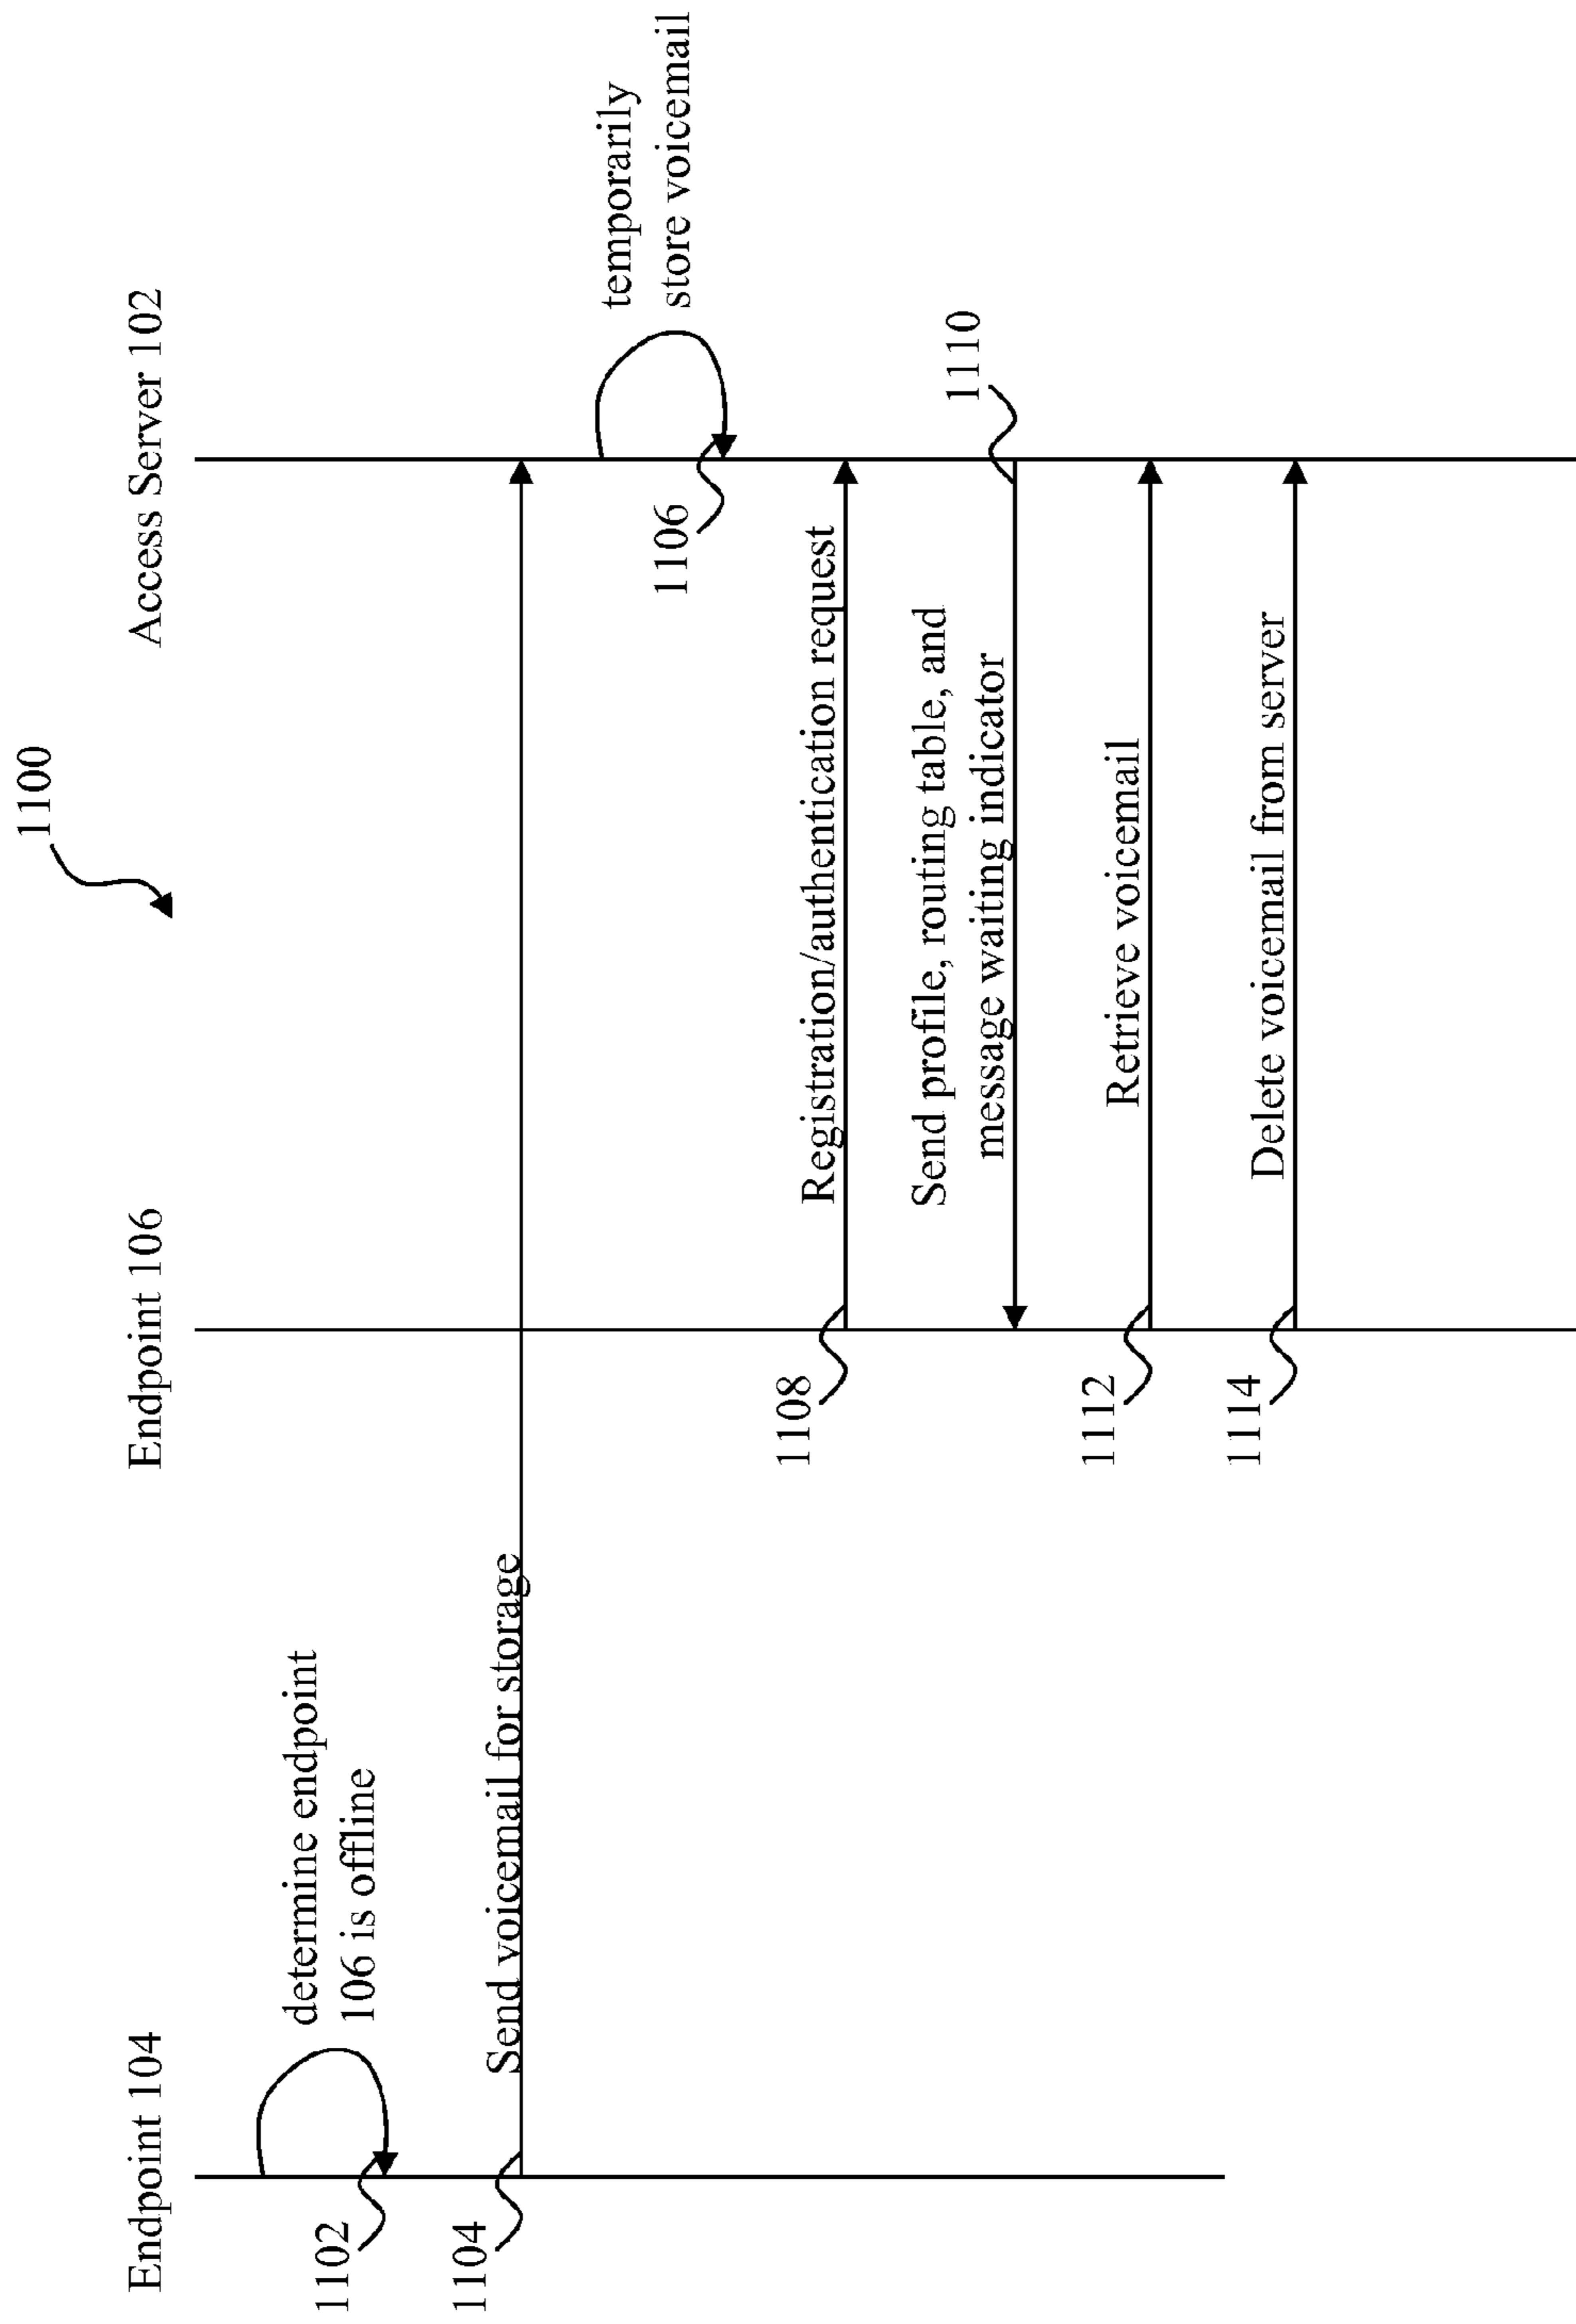 1100
Endpoint 104
Endpoint 106
Access Server 102
determine endpoint
106 is offline
1102
Send voicemail for storage
1104
temporarily
store voicemail
1106
Registration/authentication request
1108
Send profile, routing table, and
message waiting indicator
1110
Retrieve voicemail
1112
Delete voicemail from server
1114